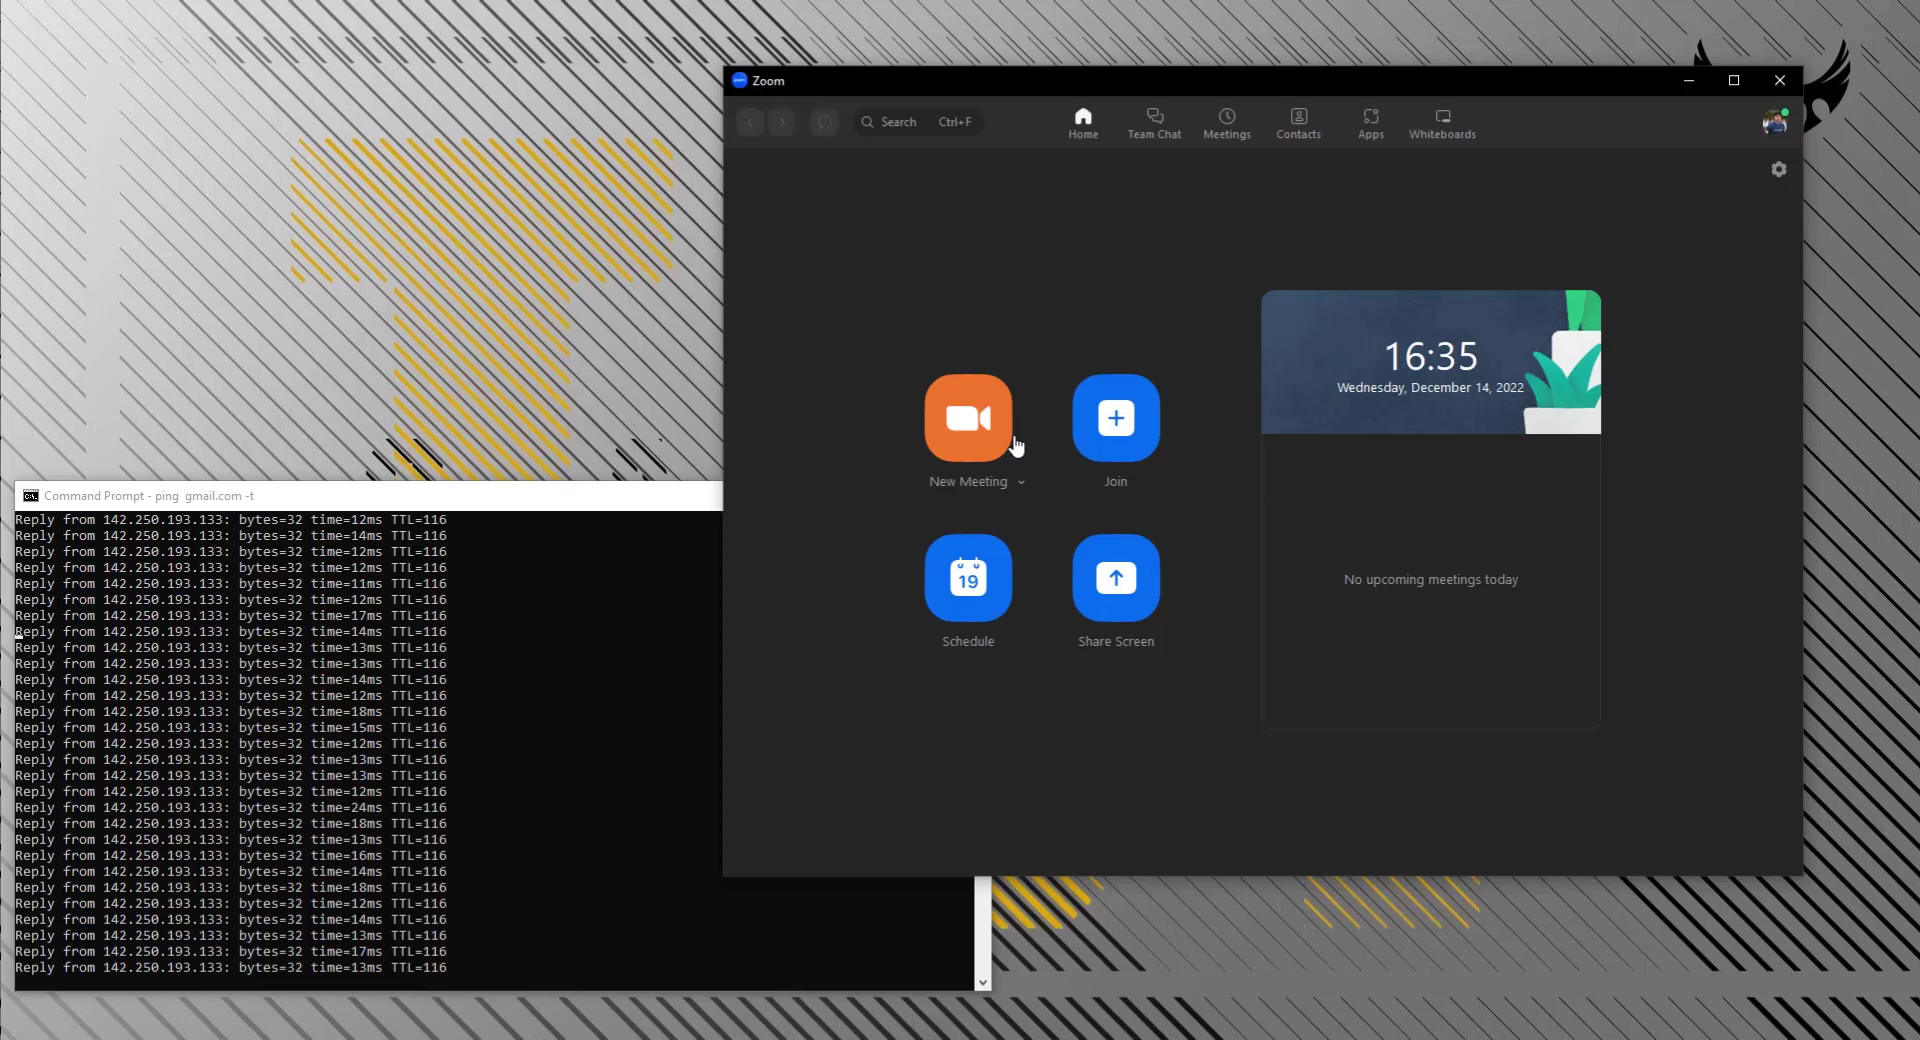 Zoom
Search Ctrl+F
Home
Team Chat
Meetings
Contacts
Apps
Whiteboards
16:35
Wednesday, December 14, 2022
New Meeting
Join
19
Schedule
Share Screen
No upcoming meetings today
Command Prompt - ping gmail.com -t
Reply from 142.250.193.133: bytes=32 time=12ms TTL=116
Reply from 142.250.193.133: bytes=32 time=14ms TTL=116
Reply from 142.250.193.133: bytes=32 time=12ms TTL=116
Reply from 142.250.193.133: bytes=32 time=12ms TTL=116
Reply from 142.250.193.133: bytes=32 time=11ms TTL=116
Reply from 142.250.193.133: bytes=32 time=12ms TTL=116
Reply from 142.250.193.133: bytes=32 time=17ms TTL=116
Reply from 142.250.193.133: bytes=32 time=14ms TTL=116
Reply from 142.250.193.133: bytes=32 time=13ms TTL=116
Reply from 142.250.193.133: bytes=32 time=13ms TTL=116
Reply from 142.250.193.133: bytes=32 time=14ms TTL=116
Reply from 142.250.193.133: bytes=32 time=12ms TTL=116
Reply from 142.250.193.133: bytes=32 time=18ms TTL=116
Reply from 142.250.193.133: bytes=32 time=15ms TTL=116
Reply from 142.250.193.133: bytes=32 time=12ms TTL=116
Reply from 142.250.193.133: bytes=32 time=13ms TTL=116
Reply from 142.250.193.133: bytes=32 time=13ms TTL=116
Reply from 142.250.193.133: bytes=32 time=12ms TTL=116
Reply from 142.250.193.133: bytes=32 time=24ms TTL=116
Reply from 142.250.193.133: bytes=32 time=18ms TTL=116
Reply from 142.250.193.133: bytes=32 time=13ms TTL=116
Reply from 142.250.193.133: bytes=32 time=16ms TTL=116
Reply from 142.250.193.133: bytes=32 time=14ms TTL=116
Reply from 142.250.193.133: bytes=32 time=18ms TTL=116
Reply from 142.250.193.133: bytes=32 time=12ms TTL=116
Reply from 142.250.193.133: bytes=32 time=14ms TTL=116
Reply from 142.250.193.133: bytes=32 time=13ms TTL=116
Reply from 142.250.193.133: bytes=32 time=17ms TTL=116
Reply from 142.250.193.133: bytes=32 time=13ms TTL=116